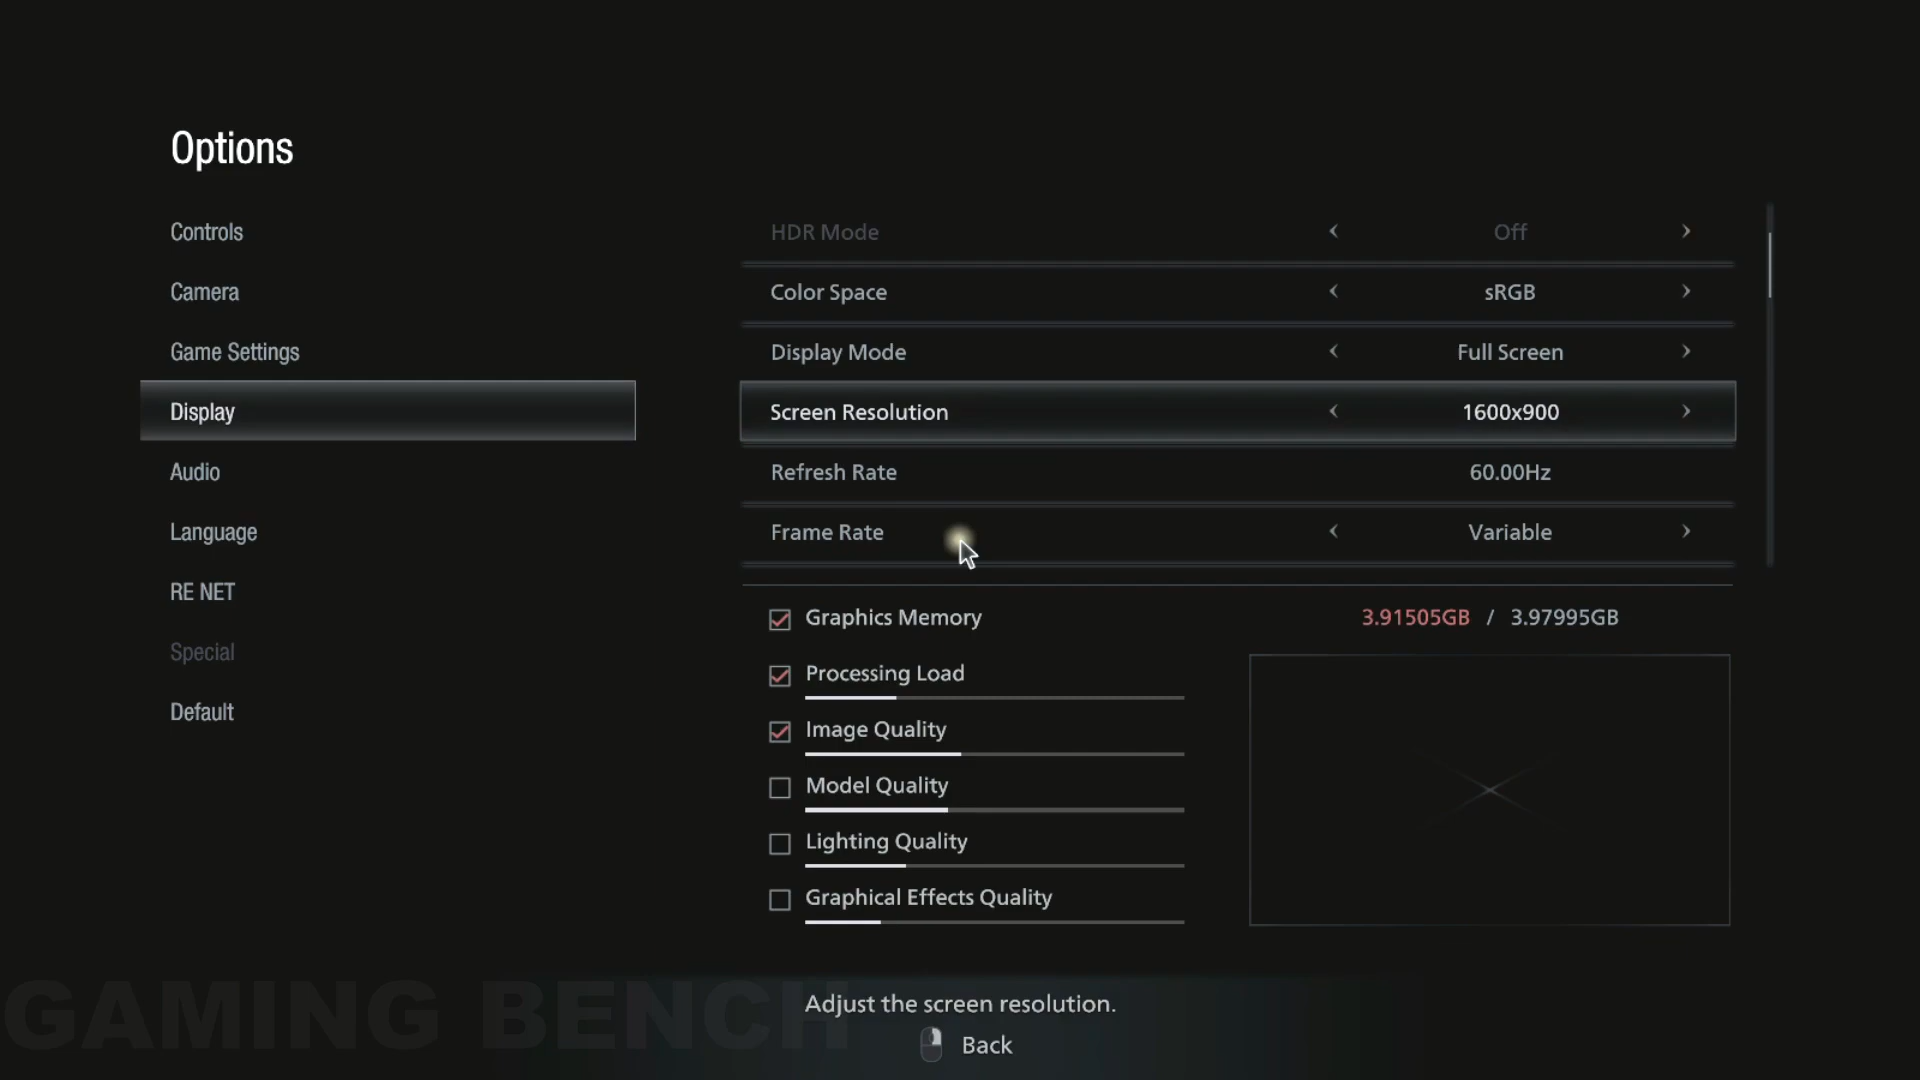 Options
Controls
Camera
Game Settings
Display
Audio
Language
RE NET
Special
Default
HDR Mode Off
Color Space sRGB
Display Mode Full Screen
Screen Resolution 1600x900
Refresh Rate 60.00Hz
Frame Rate Variable
Graphics Memory 3.91505GB / 3.97995GB
Processing Load
Image Quality
Model Quality
Lighting Quality
Graphical Effects Quality
GAMING BENCH
Adjust the screen resolution.
Back